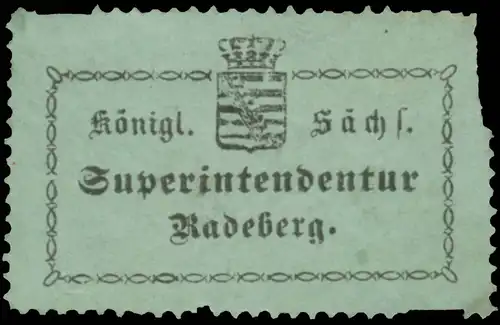 Königl. Sächſ.
Superintendentur
Radeberg.